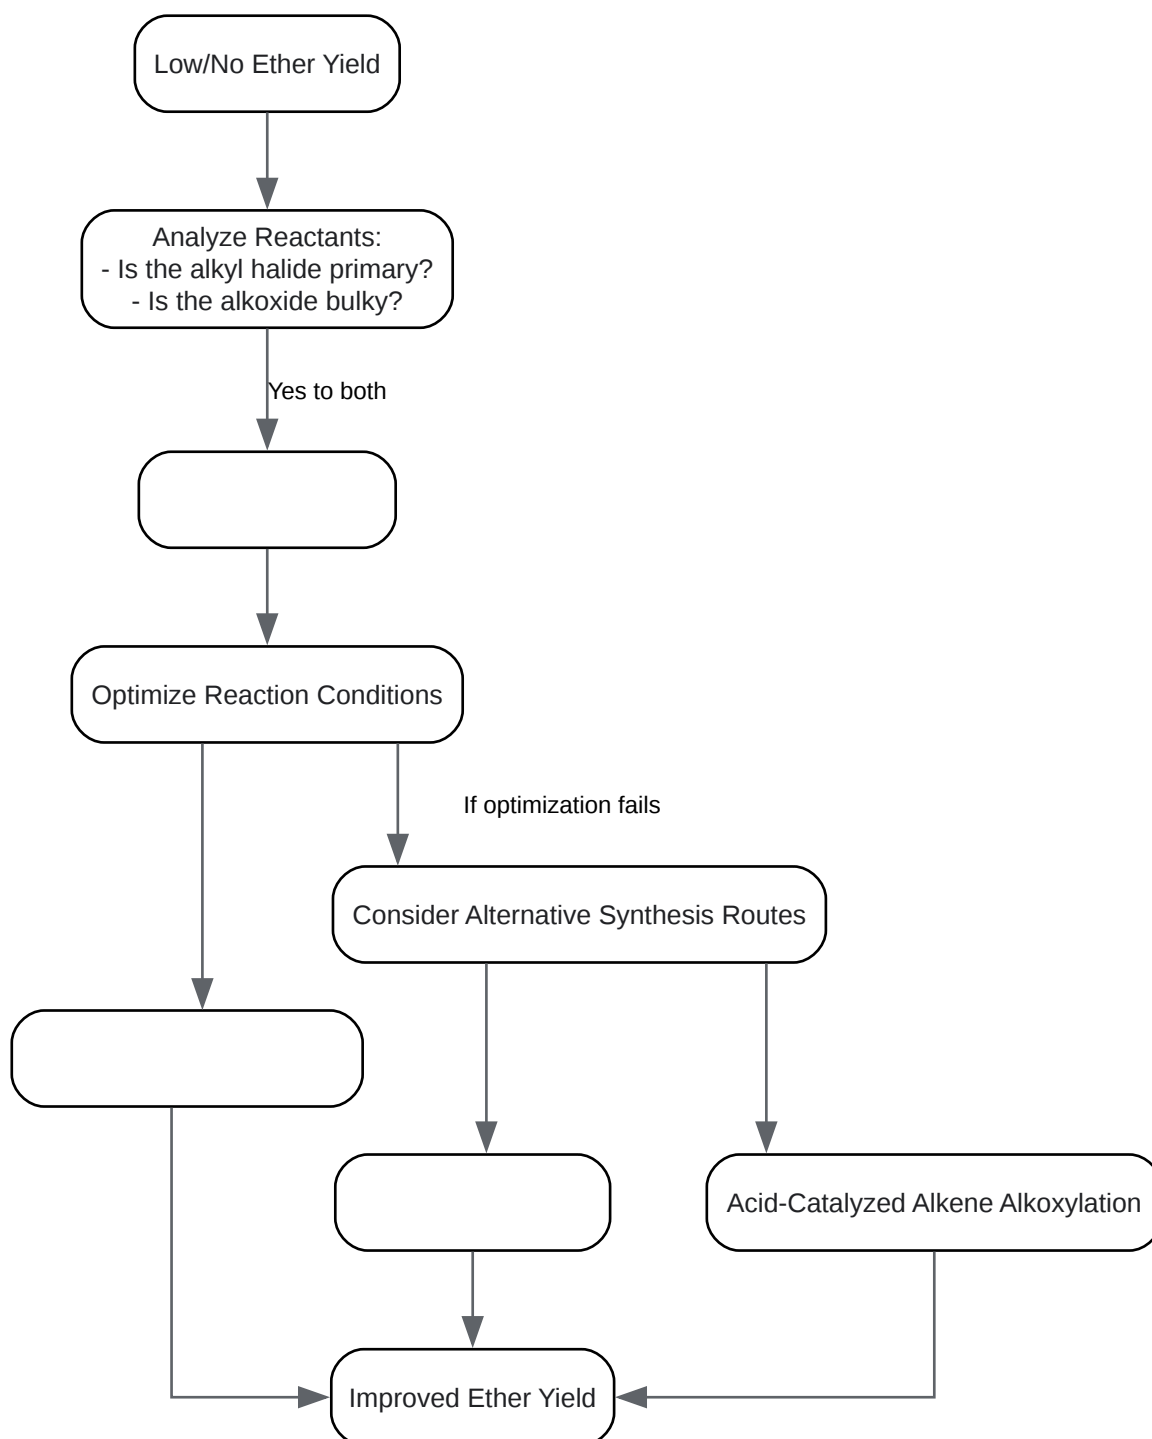 Low/No Ether Yield
Analyze Reactants:
- Is the alkyl halide primary?
- Is the alkoxide bulky?
Yes to both
Optimize Reaction Conditions
If optimization fails
Consider Alternative Synthesis Routes
Acid-Catalyzed Alkene Alkoxylation
Improved Ether Yield